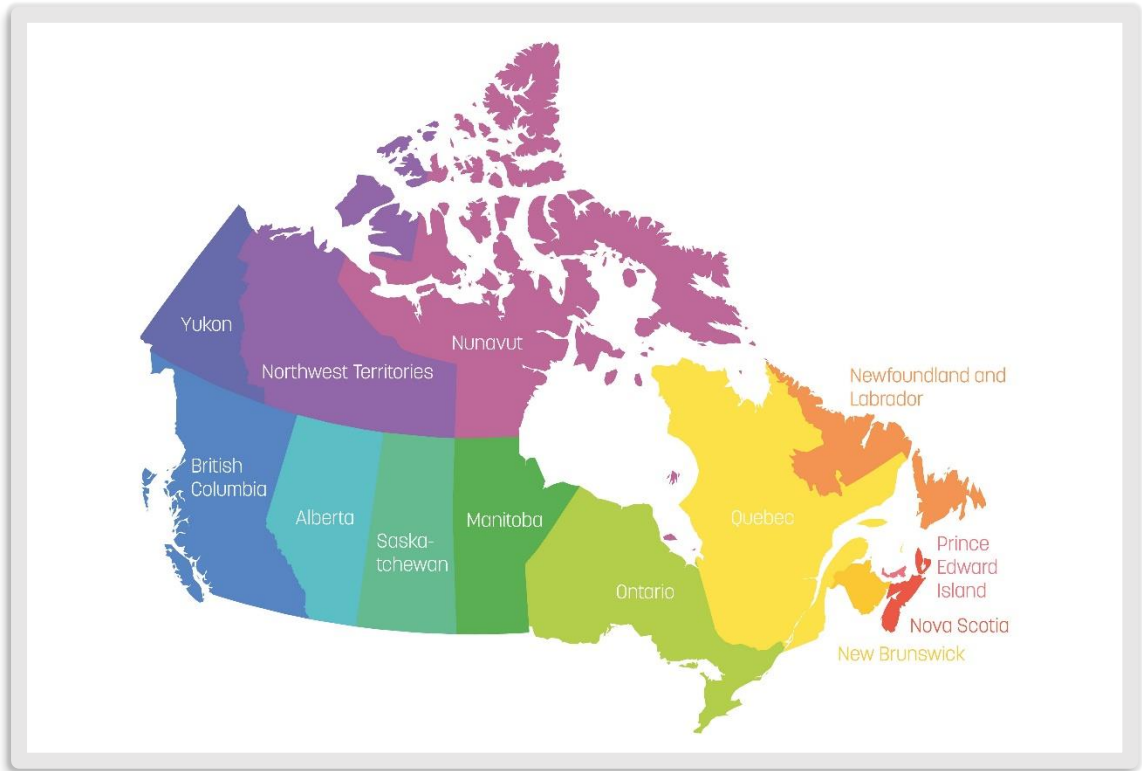 Yukon
Northwest Territories
Nunavut
British
Columbia
Alberta
Saska-
tchewan
Manitoba
Ontario
Quebec
Newfoundland and
Labrador
Prince
Edward
Island
Nova Scotia
New Brunswick